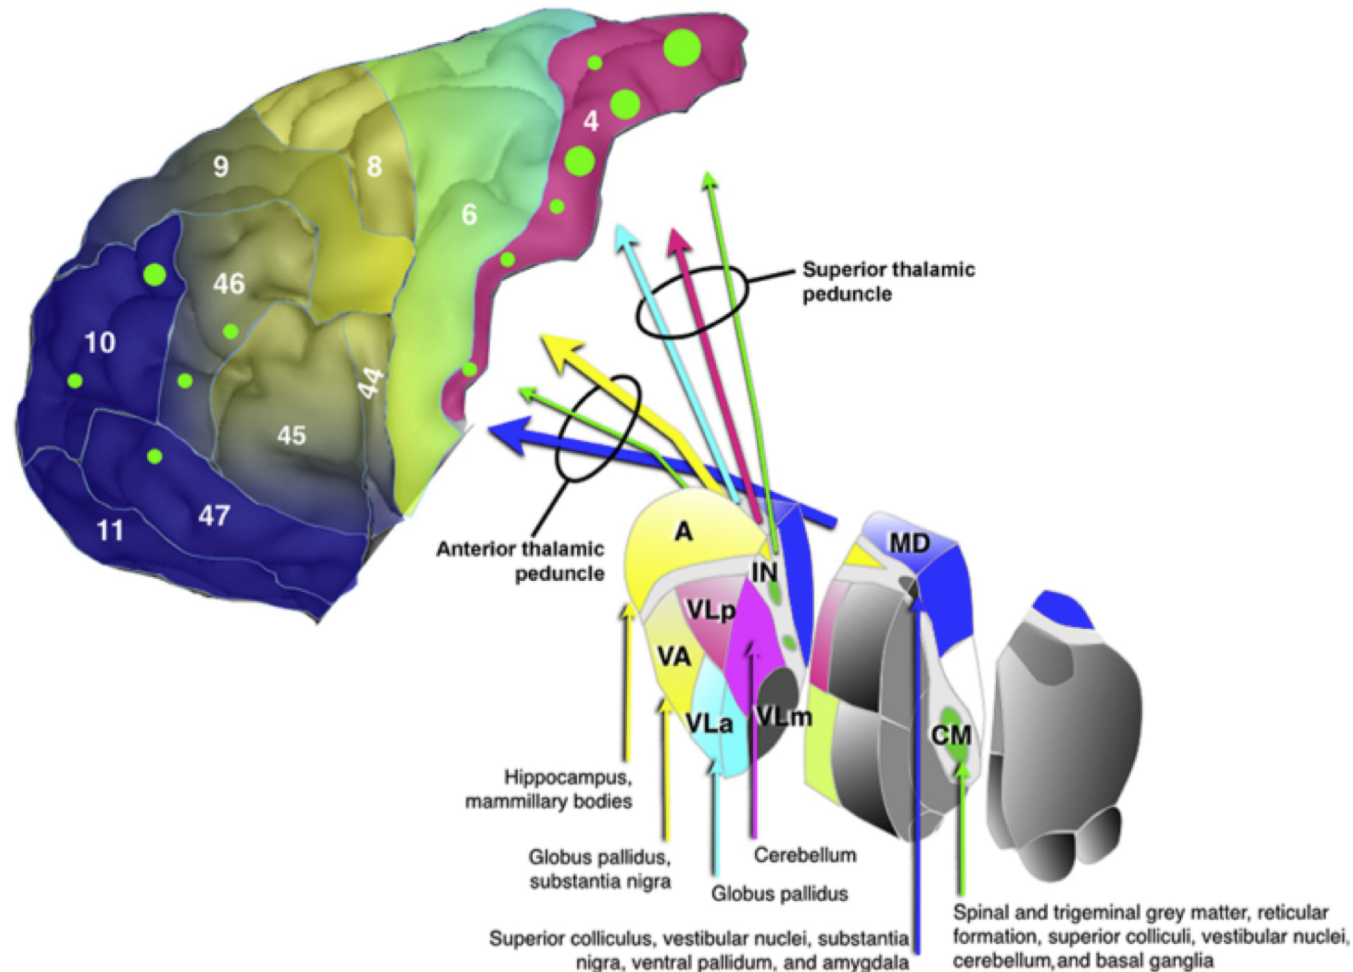 4
9
8
6
46
10
44
45
47
11
Superior thalamic
peduncle
Anterior thalamic
peduncle
A
IN
MD
VLp
VA
VLa
VLm
CM
Hippocampus,
mammillary bodies
Globus pallidus,
substantia nigra
Cerebellum
Globus pallidus
Superior colliculus, vestibular nuclei, substantia
nigra, ventral pallidum, and amygdala
Spinal and trigeminal grey matter, reticular
formation, superior colliculi, vestibular nuclei,
cerebellum,and basal ganglia